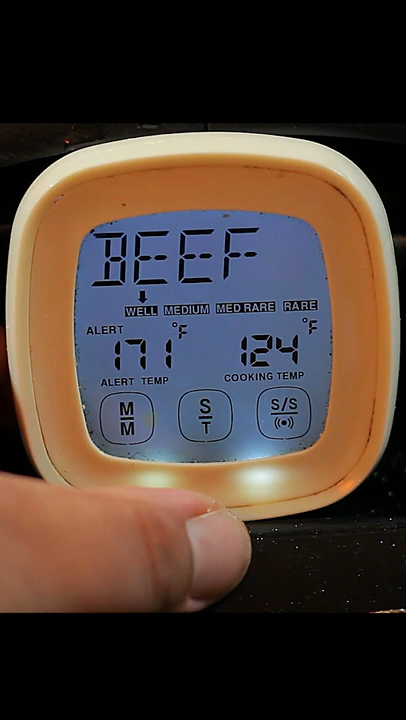 BEEF
WELL MEDIUM MED RARE RARE
ALERT
171 °F 124 °F
ALERT TEMP COOKING TEMP
M S S/S
M T